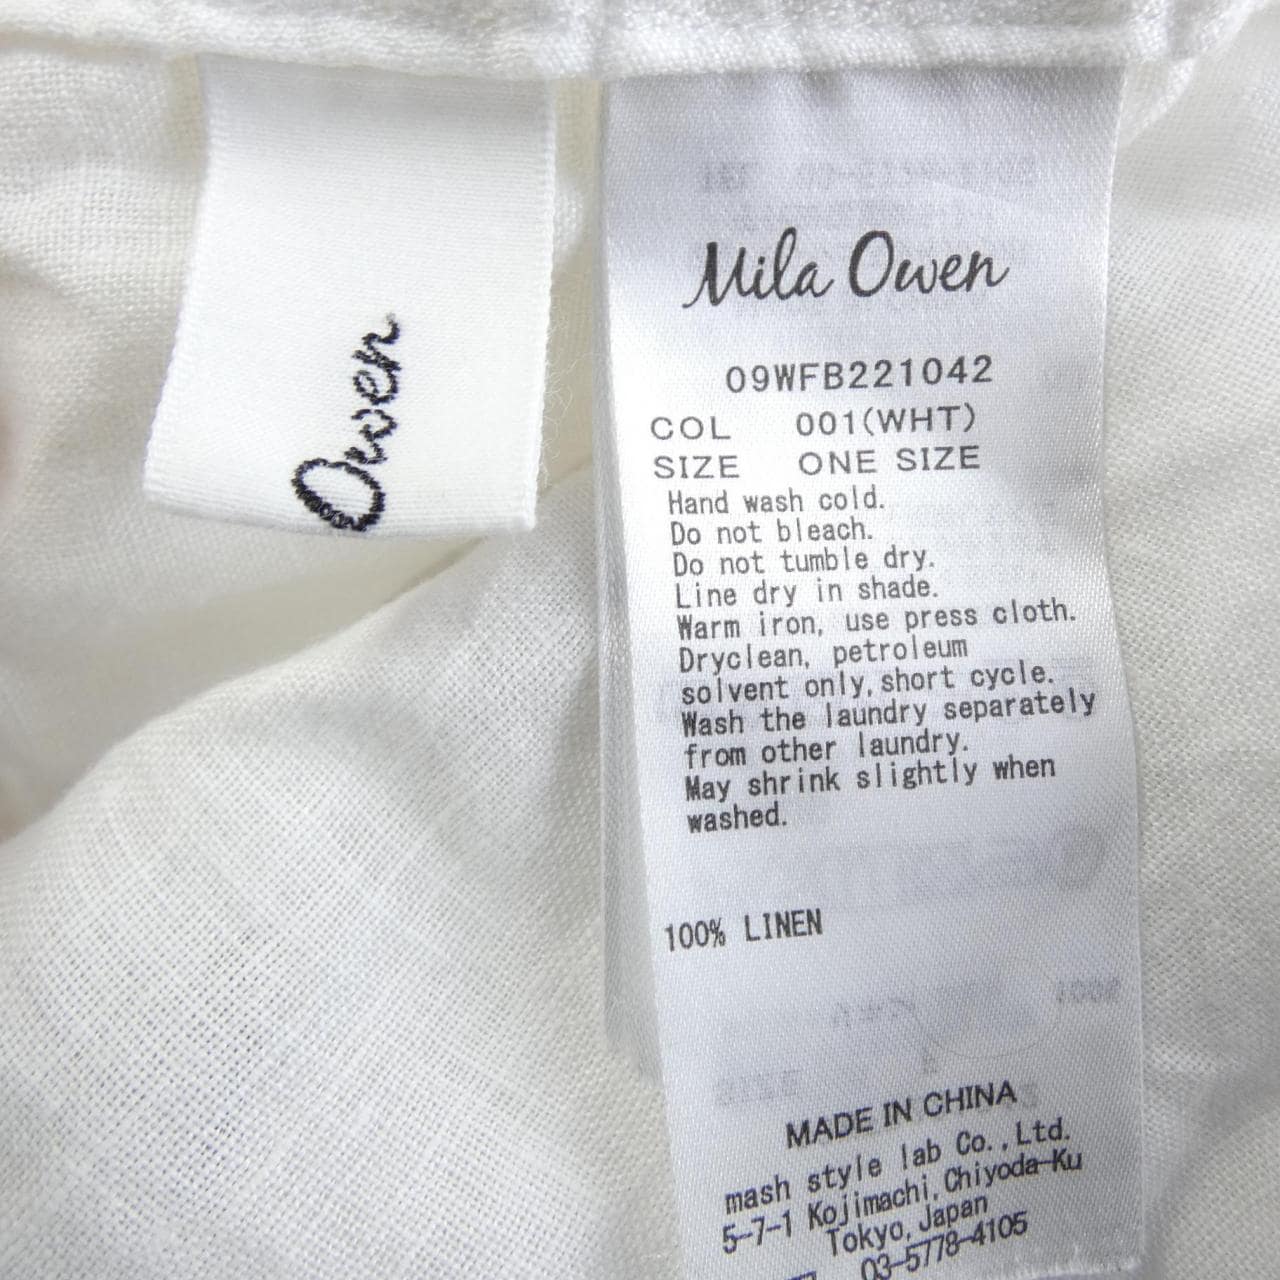 Owen
Mila Owen
09WFB221042
COL 001(WHT)
SIZE ONE SIZE
Hand wash cold.
Do not bleach.
Do not tumble dry.
Line dry in shade.
Warm iron, use press cloth.
Dryclean, petroleum
solvent only,short cycle.
Wash the laundry separately
from other laundry.
May shrink slightly when
washed.
100% LINEN
MADE IN CHINA
mash style lab Co.,Ltd.
5-7-1 Kojimachi,Chiyoda-Ku
Tokyo,Japan
03-5778-4105